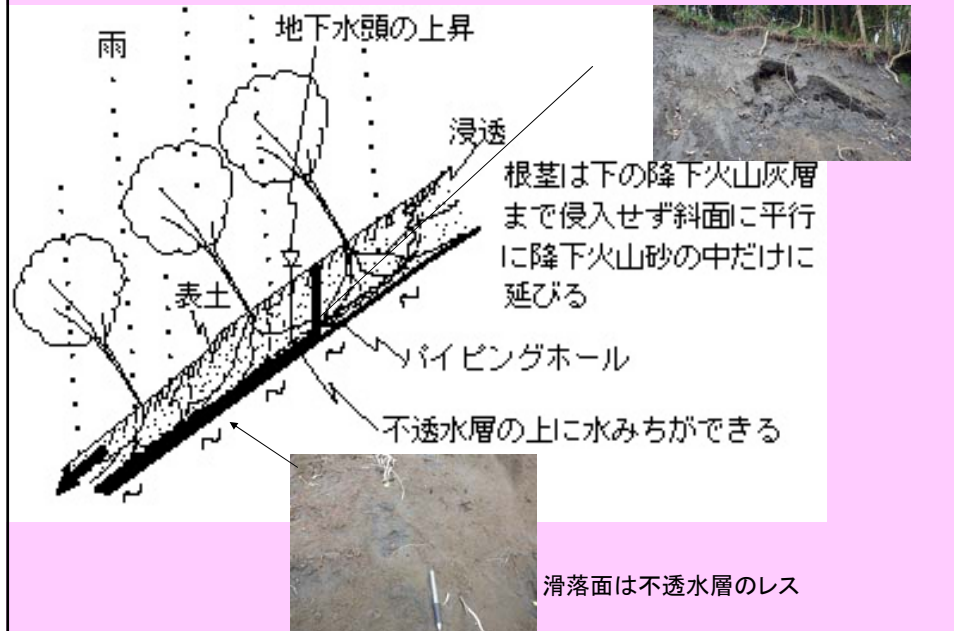 地下水頭の上昇
雨
浸透
根茎は下の降下火山灰層
まで侵入せず斜面に平行
に降下火山砂の中だけに
延びる
表土
パイピングホール
不透水層の上に水みちができる
滑落面は不透水層のレス